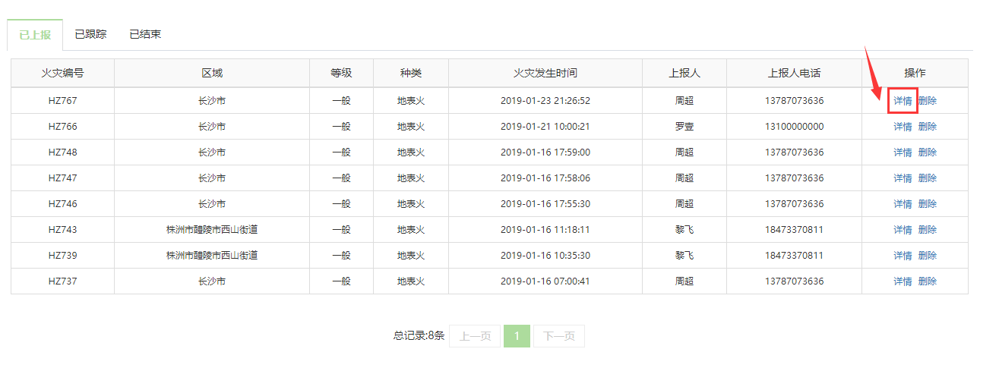 已上报 已跟踪 已结束
火灾编号 区域 等级 种类 火灾发生时间 上报人 上报人电话 操作
HZ767 长沙市 一般 地表火 2019-01-23 21:26:52 周超 13787073636 详情 删除
HZ766 长沙市 一般 地表火 2019-01-21 10:00:21 罗壹 13100000000 详情 删除
HZ748 长沙市 一般 地表火 2019-01-16 17:59:00 周超 13787073636 详情 删除
HZ747 长沙市 一般 地表火 2019-01-16 17:58:06 周超 13787073636 详情 删除
HZ746 长沙市 一般 地表火 2019-01-16 17:55:30 周超 13787073636 详情 删除
HZ743 株洲市醴陵市西山街道 一般 地表火 2019-01-16 11:18:11 黎飞 18473370811 详情 删除
HZ739 株洲市醴陵市西山街道 一般 地表火 2019-01-16 10:35:30 黎飞 18473370811 详情 删除
HZ737 长沙市 一般 地表火 2019-01-16 07:00:41 周超 13787073636 详情 删除
总记录:8条 上一页 1 下一页